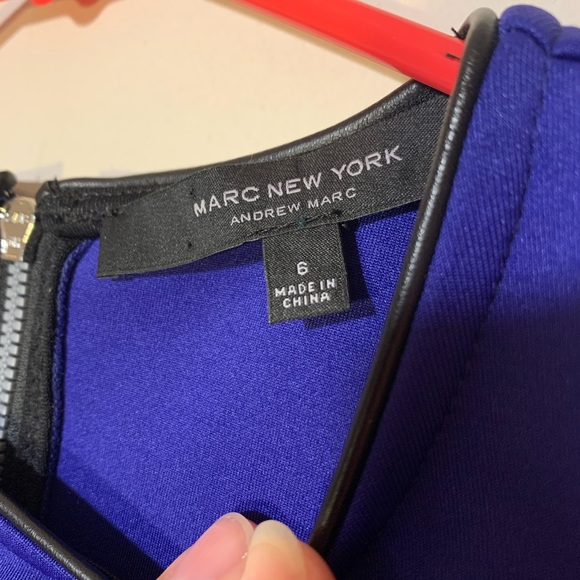 MARC NEW YORK
ANDREW MARC
6
MADE IN
CHINA